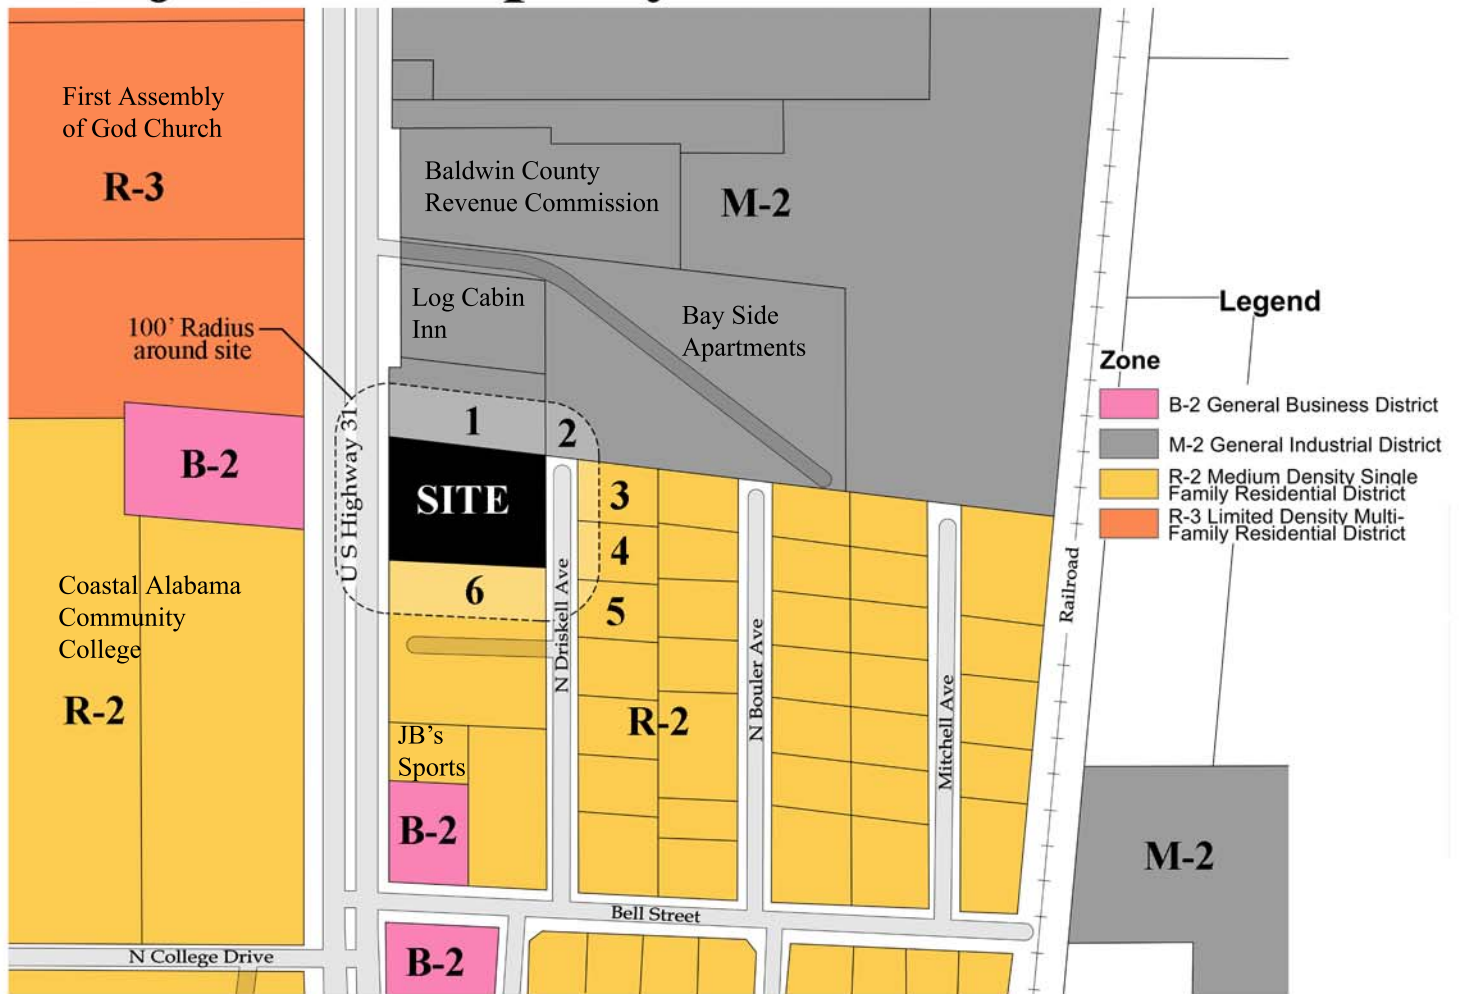 First Assembly
of God Church
R-3
Baldwin County
Revenue Commission
M-2
Log Cabin
Inn
Bay Side
Apartments
100' Radius
around site
Legend
Zone
B-2 General Business District
M-2 General Industrial District
R-2 Medium Density Single
Family Residential District
R-3 Limited Density Multi-
Family Residential District
1
2
B-2
SITE
3
4
5
6
U S Highway 31
N Driskell Ave
N Bouler Ave
Mitchell Ave
Railroad
Coastal Alabama
Community
College
R-2
R-2
JB's
Sports
B-2
M-2
Bell Street
N College Drive
B-2